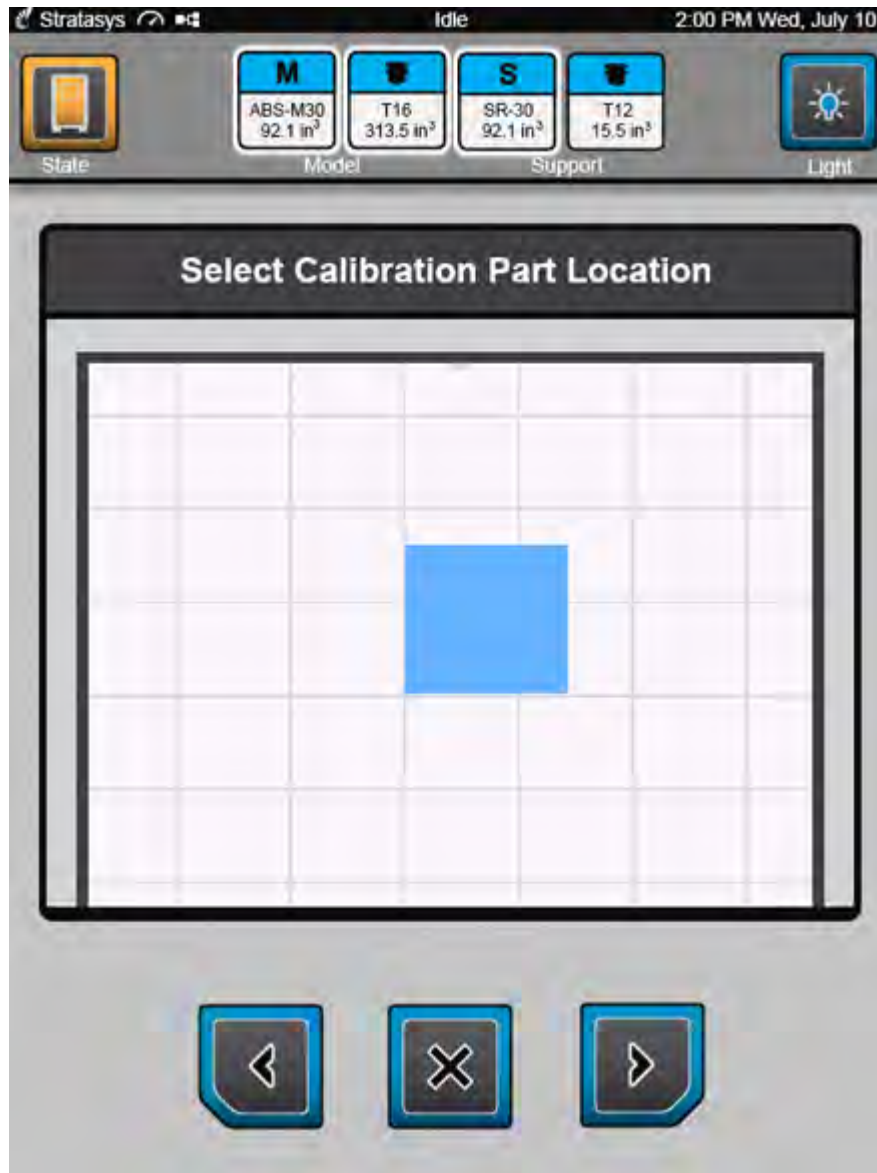 Stratasys Idle 2:00 PM Wed, July 10
M S
ABS-M30 T16 SR-30 T12
92.1 in³ 313.5 in³ 92.1 in³ 15.5 in³
State Model Support Light
Select Calibration Part Location